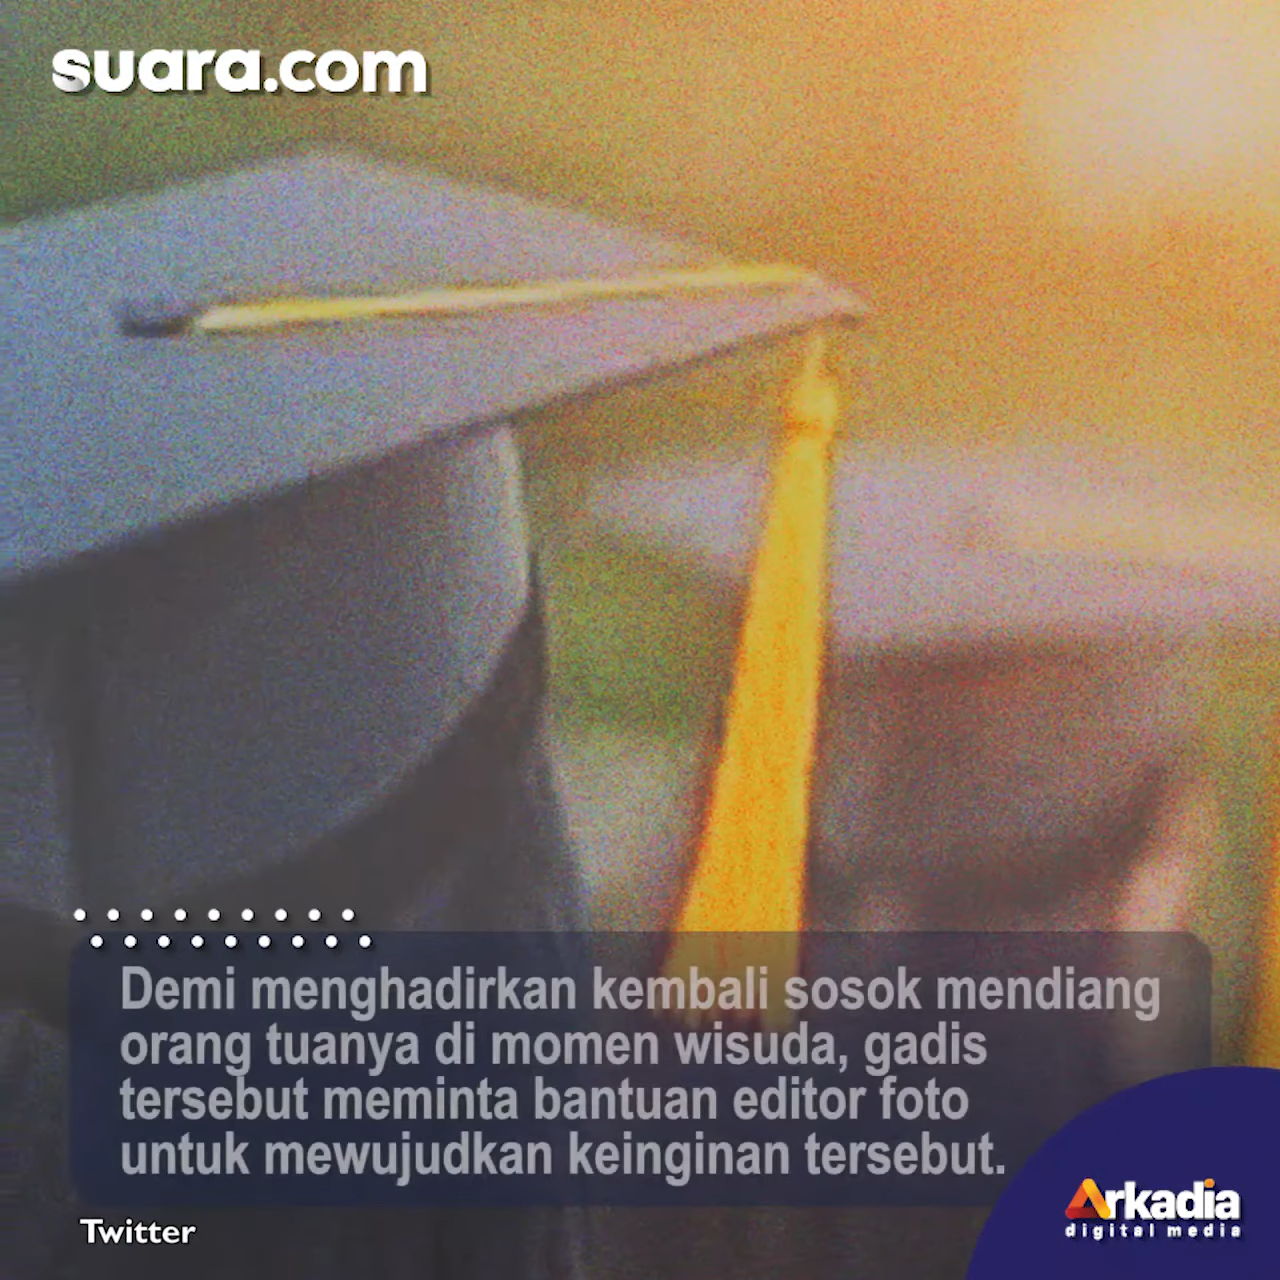 suara.com
Demi menghadirkan kembali sosok mendiang
orang tuanya di momen wisuda, gadis
tersebut meminta bantuan editor foto
untuk mewujudkan keinginan tersebut.
Twitter
Arkadia
digital media